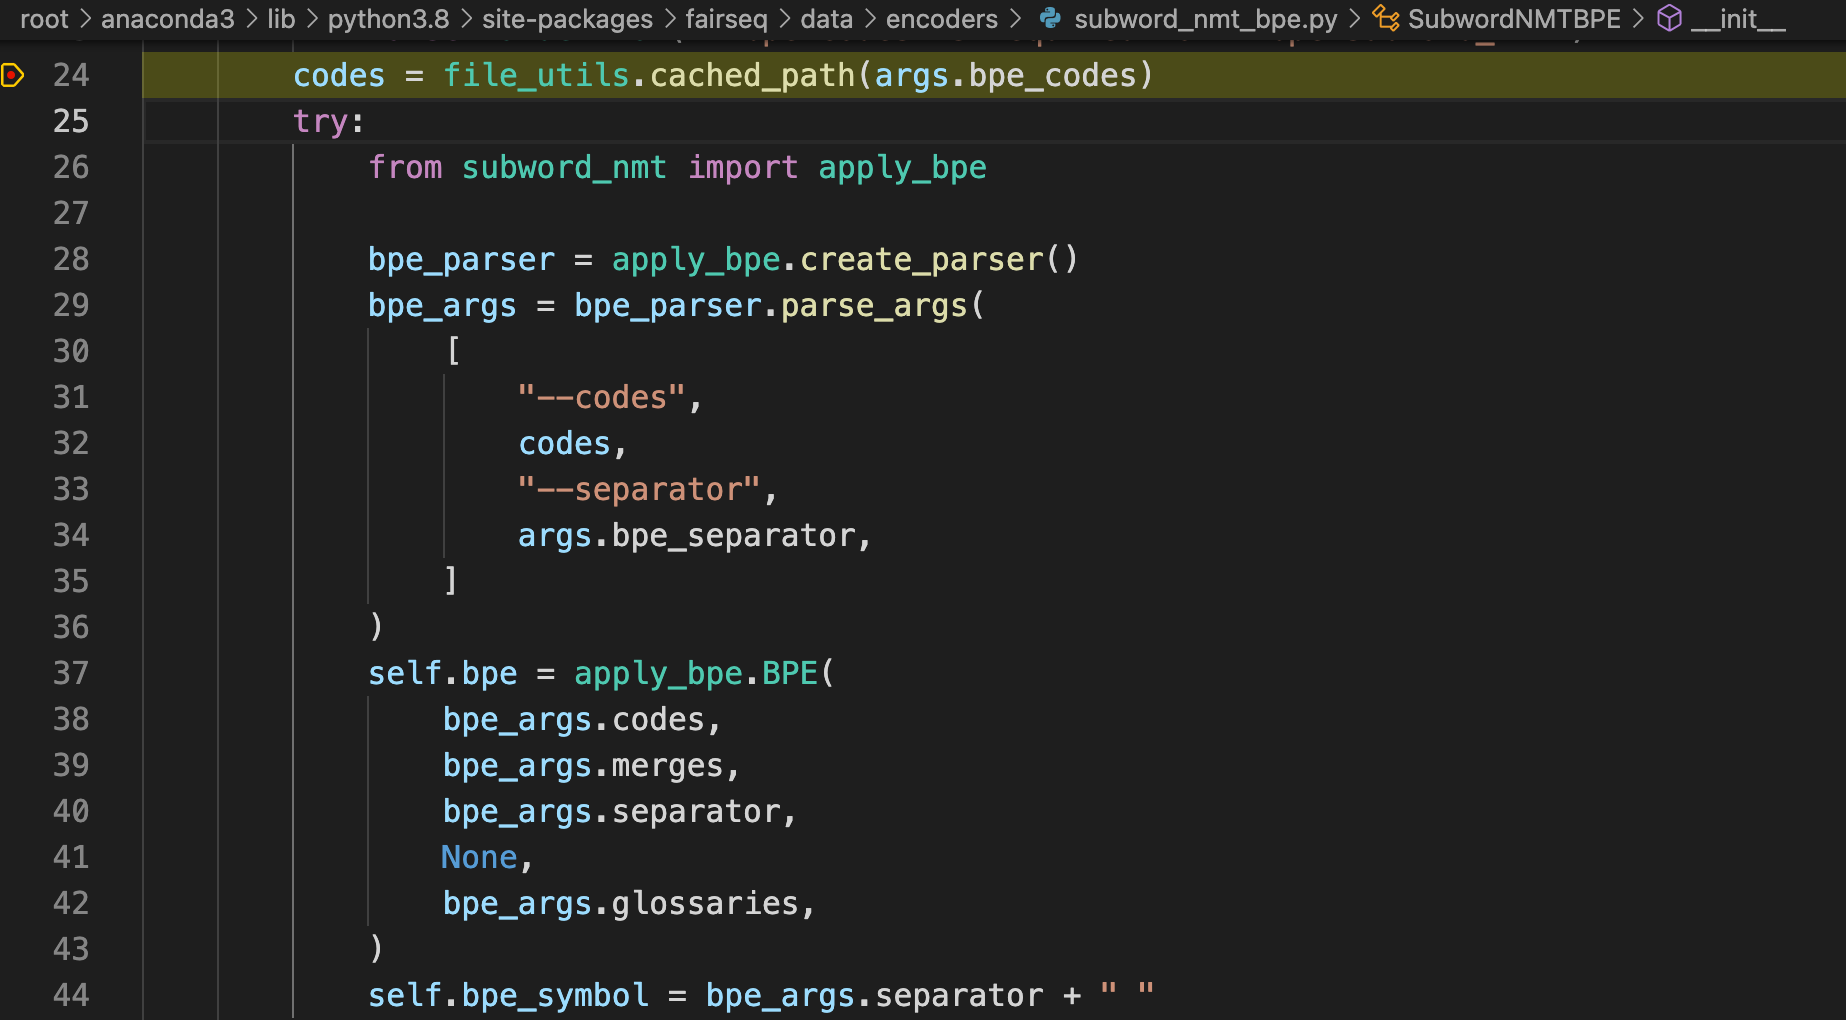 root > anaconda3 > lib > python3.8 > site-packages > fairseq > data > encoders > subword_nmt_bpe.py > SubwordNMTBPE > __init__
24 codes = file_utils.cached_path(args.bpe_codes)
25 try:
26 from subword_nmt import apply_bpe
27
28 bpe_parser = apply_bpe.create_parser()
29 bpe_args = bpe_parser.parse_args(
30 [
31 "--codes",
32 codes,
33 "--separator",
34 args.bpe_separator,
35 ]
36 )
37 self.bpe = apply_bpe.BPE(
38 bpe_args.codes,
39 bpe_args.merges,
40 bpe_args.separator,
41 None,
42 bpe_args.glossaries,
43 )
44 self.bpe_symbol = bpe_args.separator + " "